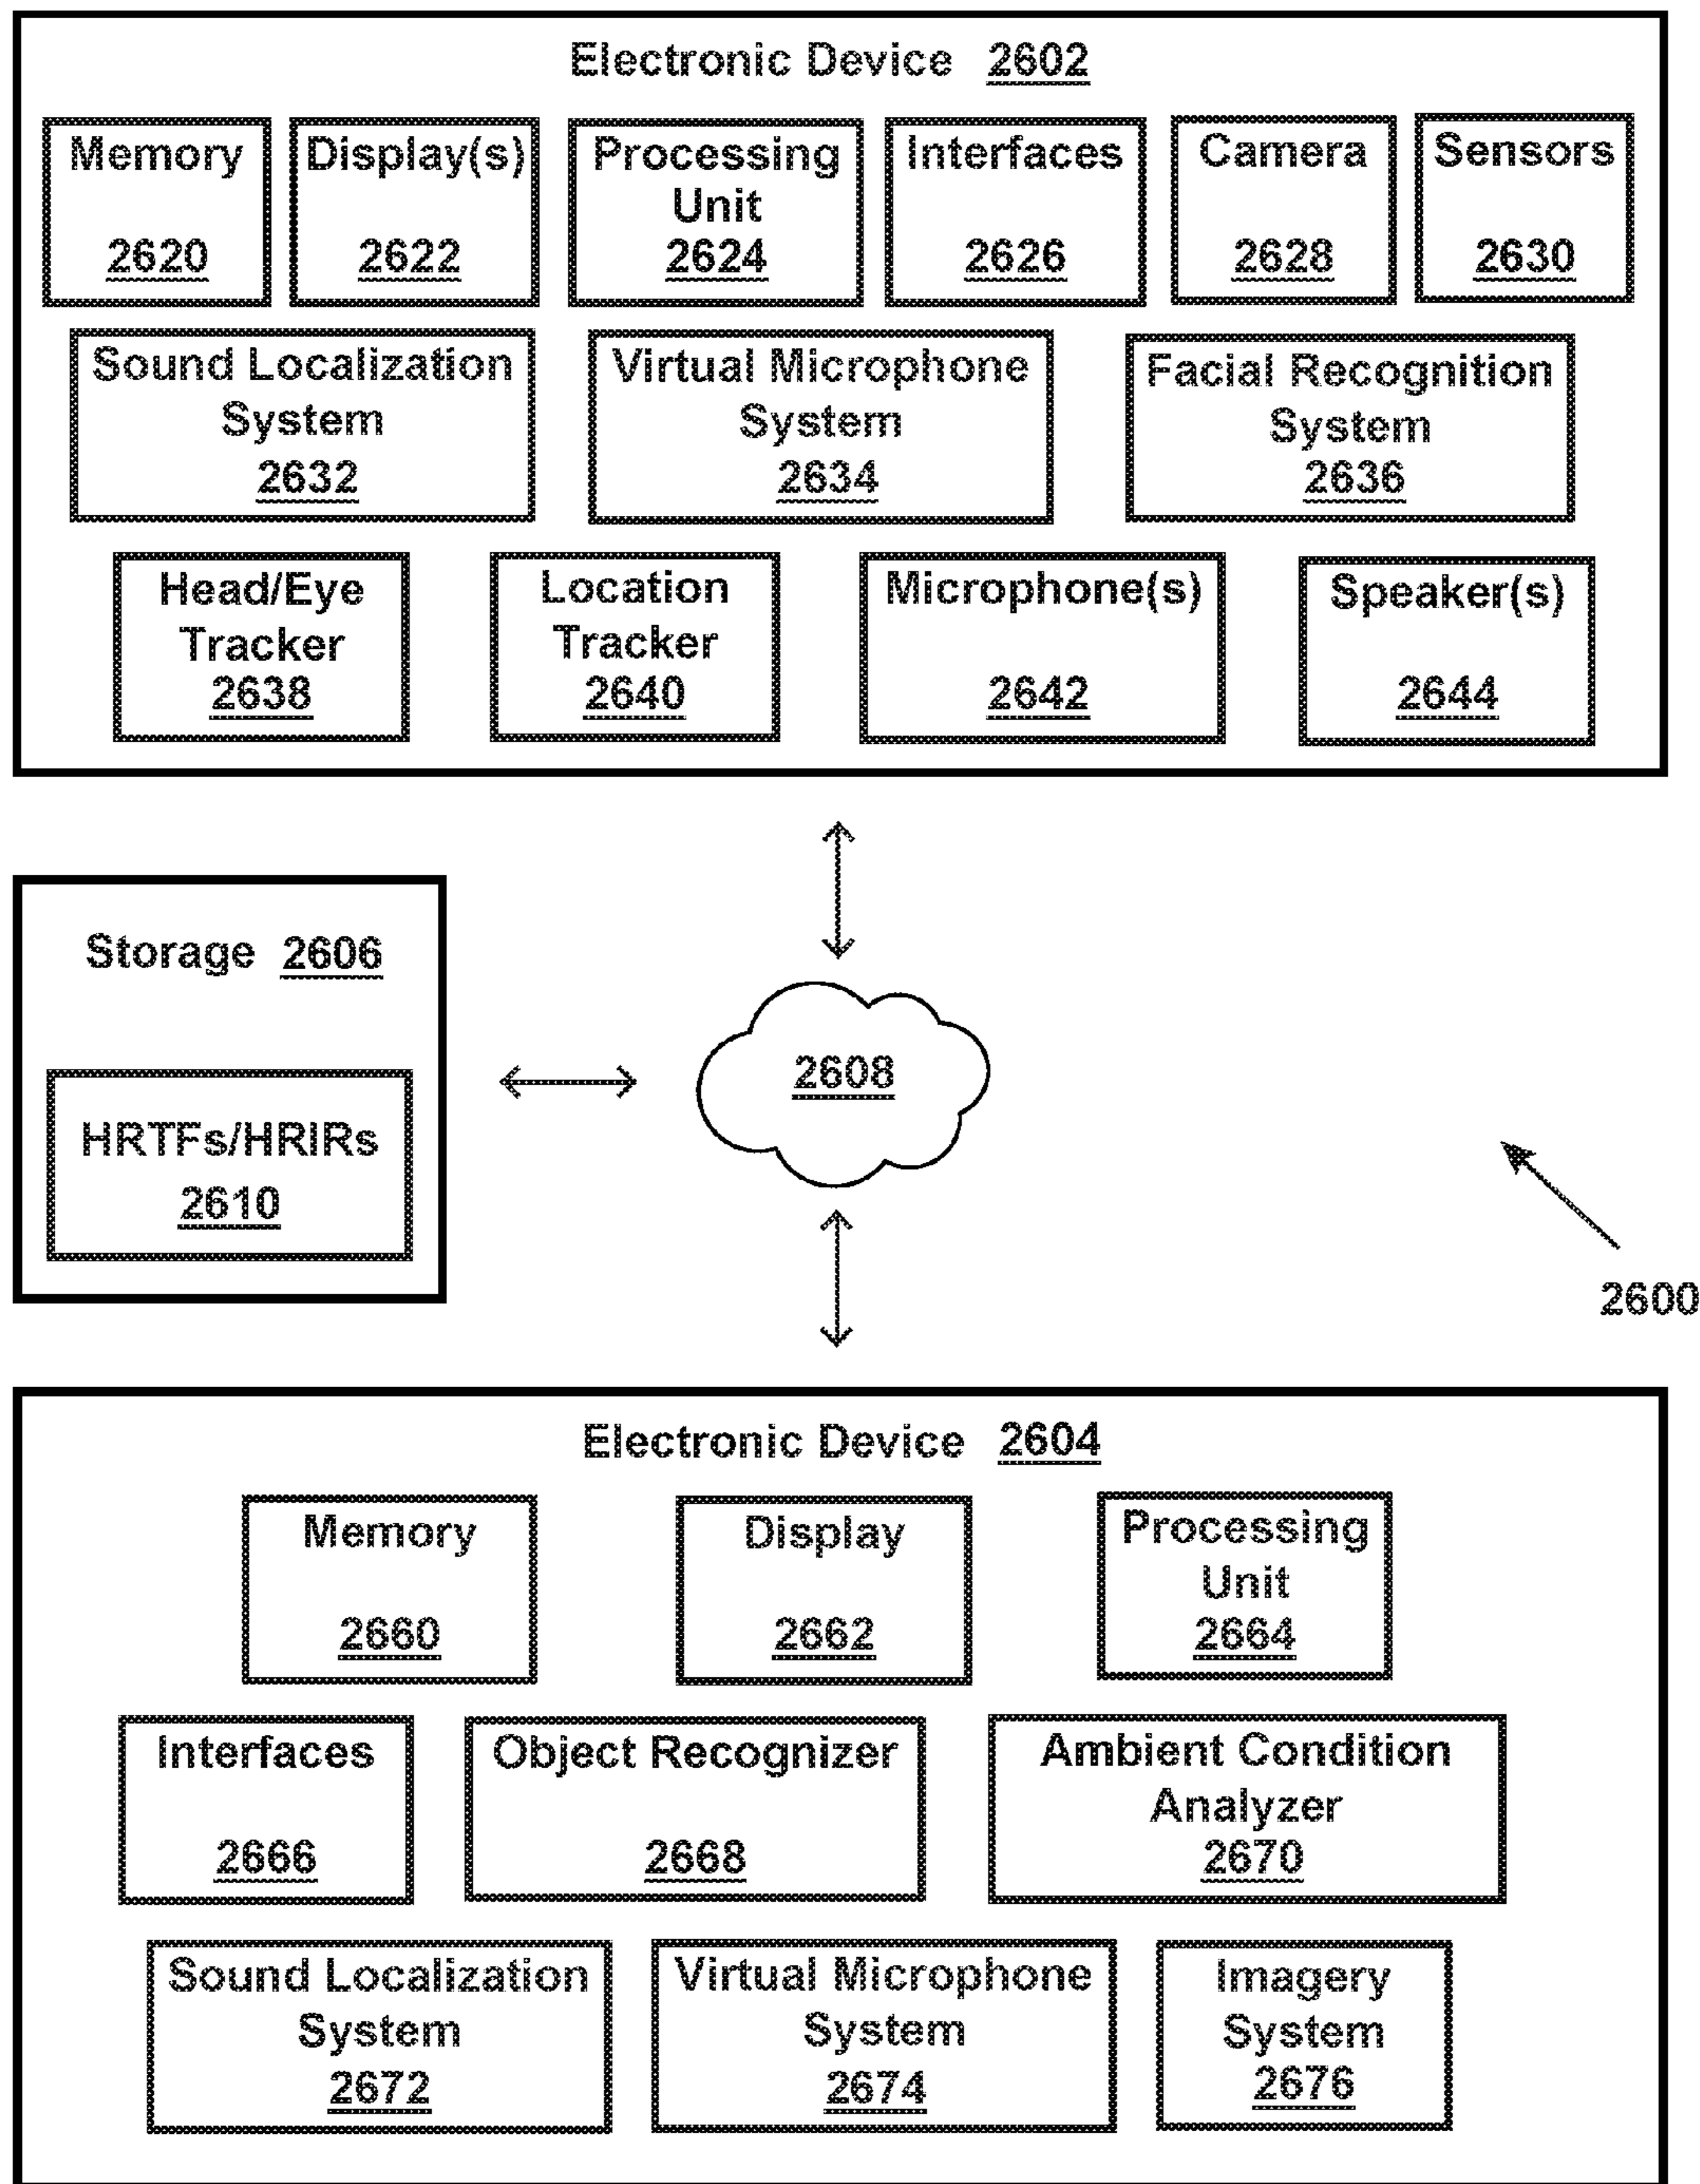 Electronic Device 2602
Memory
2620
Display(s)
2622
Processing
Unit
2624
Interfaces
2626
Camera
2628
Sensors
2630
Sound Localization
System
2632
Virtual Microphone
System
2634
Facial Recognition
System
2636
Head/Eye
Tracker
2638
Location
Tracker
2640
Microphone(s)
2642
Speaker(s)
2644
Storage 2606
HRTFs/HRIRs
2610
2608
2600
Electronic Device 2604
Memory
2660
Display
2662
Processing
Unit
2664
Interfaces
2666
Object Recognizer
2668
Ambient Condition
Analyzer
2670
Sound Localization
System
2672
Virtual Microphone
System
2674
Imagery
System
2676